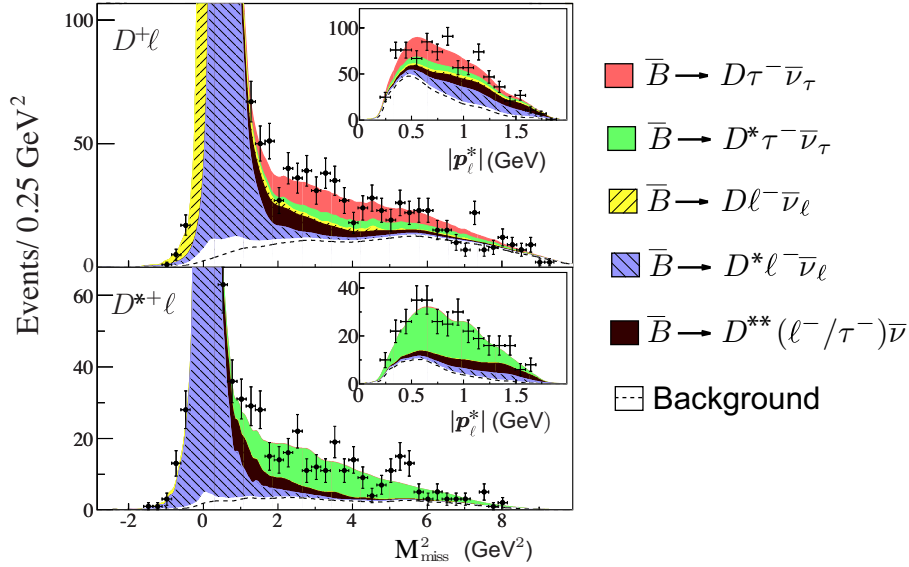 Events/ 0.25 GeV²
D⁺ℓ
100
50
0
100
50
0
0 0.5 1 1.5
|p*ℓ| (GeV)
D*⁺ℓ
60
40
20
0
40
20
0
0 0.5 1 1.5
|p*ℓ| (GeV)
-2 0 2 4 6 8
M²miss (GeV²)
B̅ → Dτ⁻ν̅τ
B̅ → D*τ⁻ν̅τ
B̅ → Dℓ⁻ν̅ℓ
B̅ → D*ℓ⁻ν̅ℓ
B̅ → D**(ℓ⁻/τ⁻)ν̅
Background